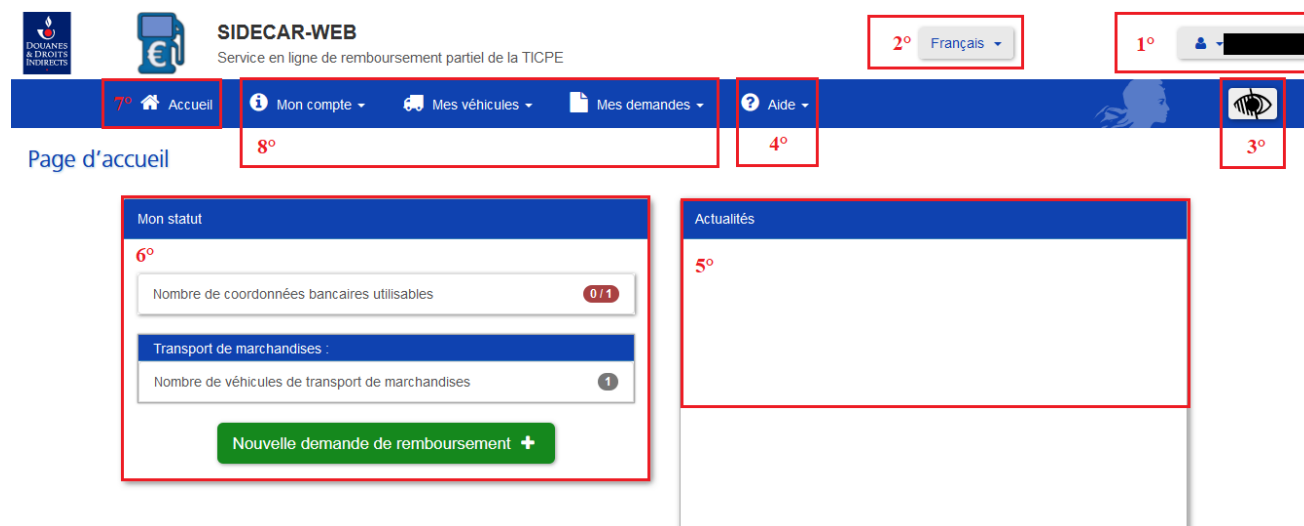 DOUANES
& DROITS
INDIRECTS
SIDECAR-WEB
Service en ligne de remboursement partiel de la TICPE
2° Français
1°
7° Accueil Mon compte Mes véhicules Mes demandes Aide
8°
4°
3°
Page d'accueil
Mon statut
6°
Nombre de coordonnées bancaires utilisables 0 / 1
Transport de marchandises :
Nombre de véhicules de transport de marchandises 1
Nouvelle demande de remboursement +
Actualités
5°